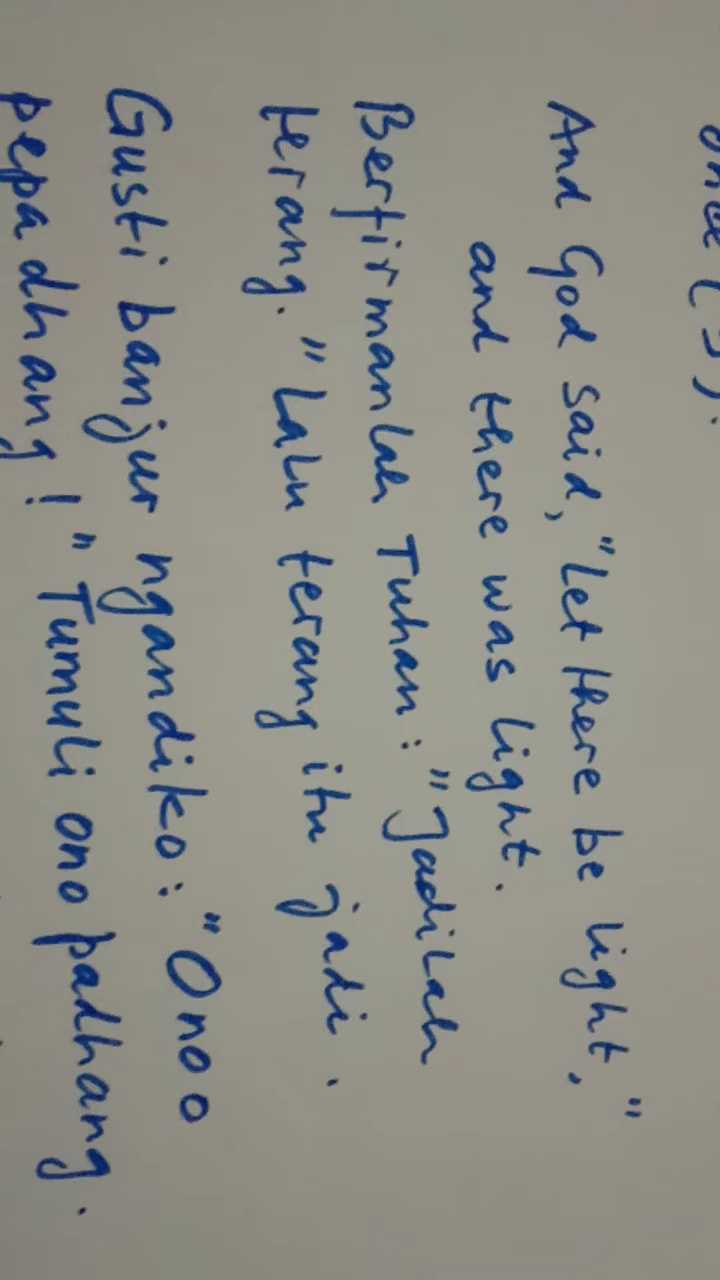 And God said, "Let there be light,"
and there was light.
Berfirmanlah Tuhan : "Jadilah
terang." Lalu terang itu jadi.
Gusti banjur ngandiko : "Onoo
pepadhang!" Tumuli ono padhang.